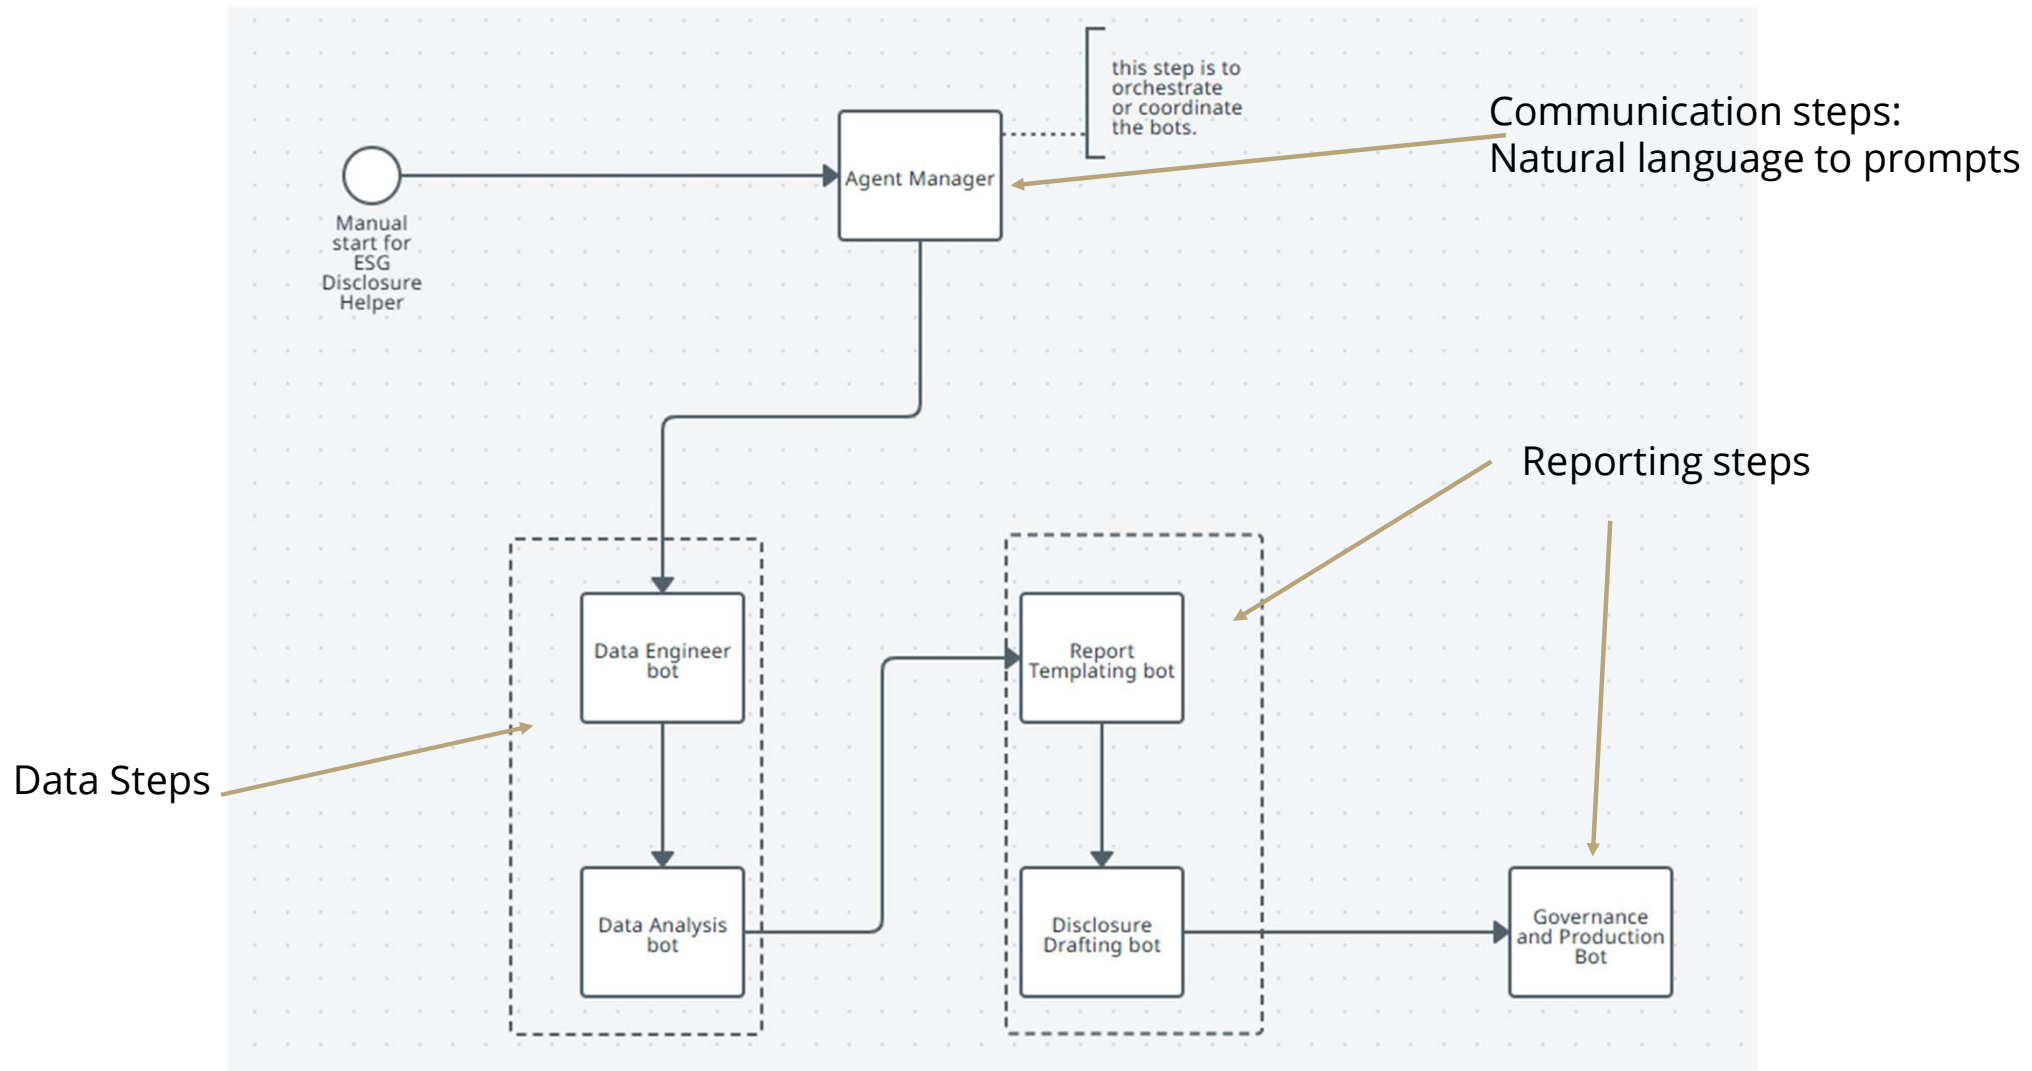 this step is to
orchestrate
or coordinate
the bots.
Communication steps:
Natural language to prompts
Agent Manager
Manual
start for
ESG
Disclosure
Helper
Reporting steps
Data Engineer
bot
Report
Templating bot
Data Steps
Data Analysis
bot
Disclosure
Drafting bot
Governance
and Production
Bot